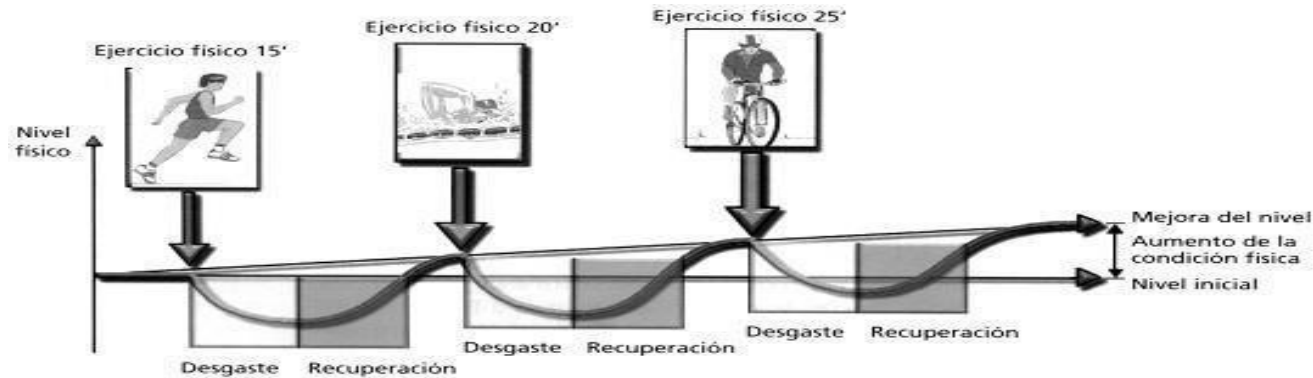 Ejercicio físico 15'
Ejercicio físico 20'
Ejercicio físico 25'
Nivel
físico
Mejora del nivel
Aumento de la
condición física
Nivel inicial
Desgaste
Recuperación
Desgaste
Recuperación
Desgaste
Recuperación